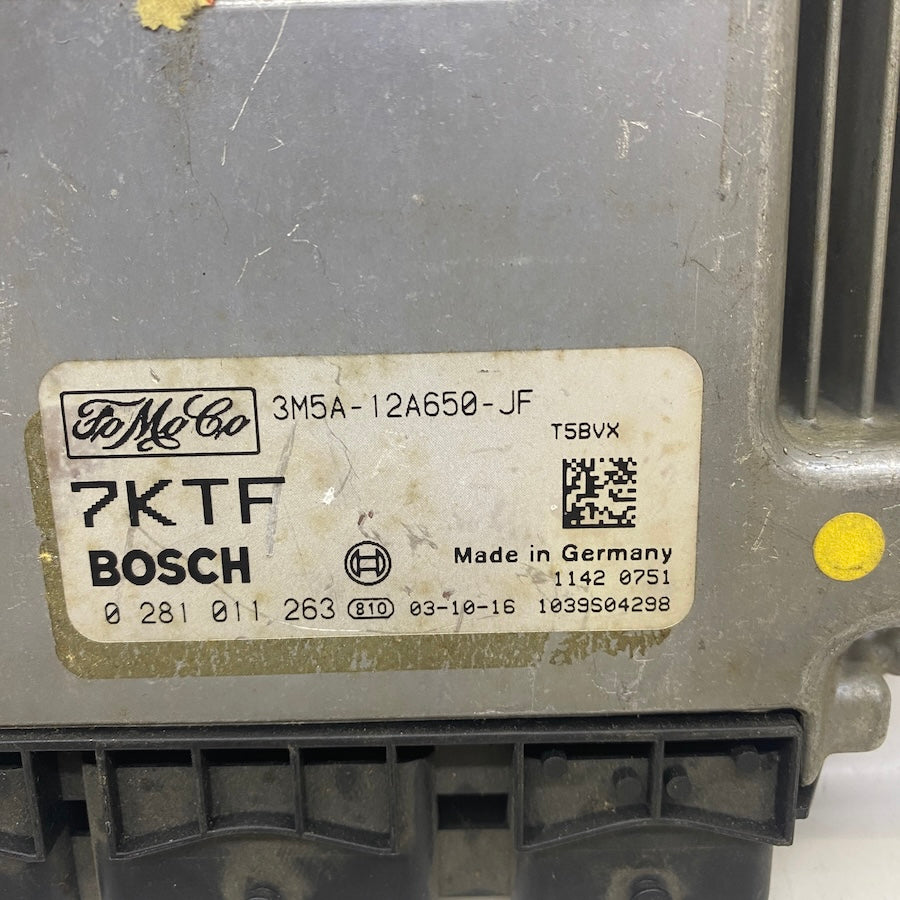 FoMoCo 3M5A-12A650-JF
T5BVX
7KTF
BOSCH
Made in Germany
1142 0751
0 281 011 263 810 03-10-16 1039S04298